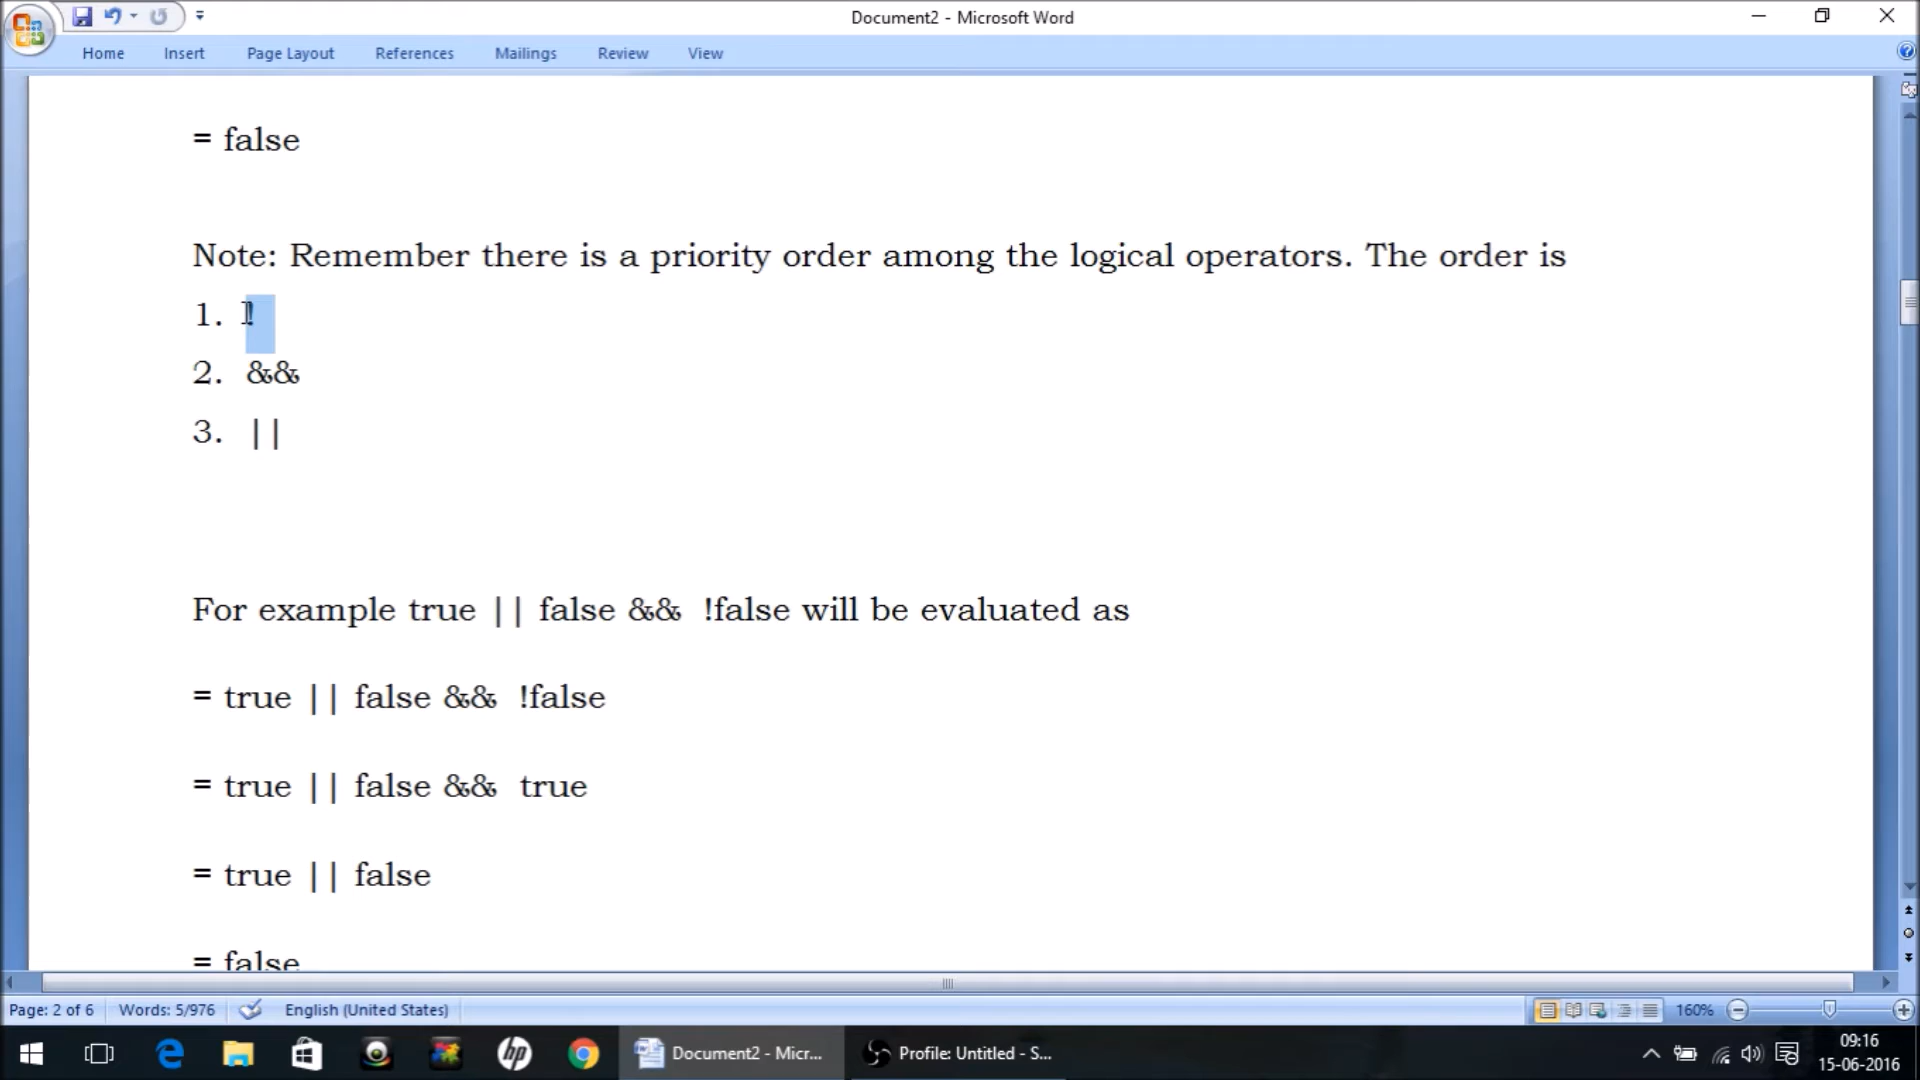 Document2 - Microsoft Word
Home Insert Page Layout References Mailings Review View
= false
Note: Remember there is a priority order among the logical operators. The order is
1. !
2. &&
3. ||
For example true || false && !false will be evaluated as
= true || false && !false
= true || false && true
= true || false
= false
Page: 2 of 6 Words: 5/976 English (United States) 160%
Document2 - Micr... Profile: Untitled - S...
09:16
15-06-2016